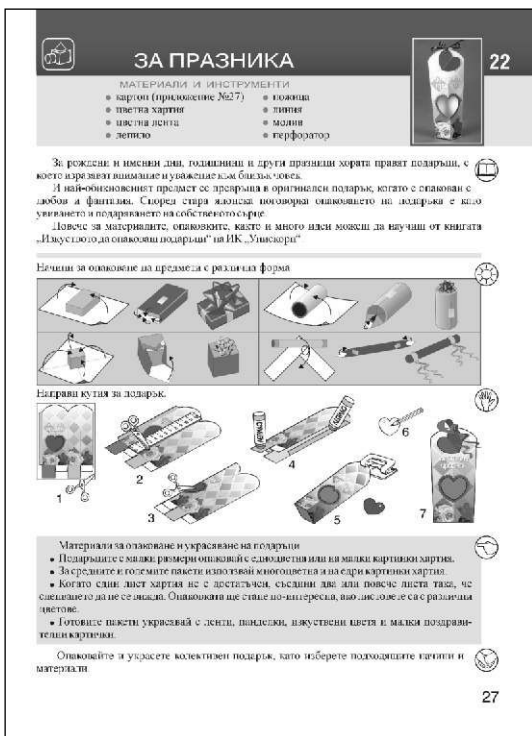 ЗА ПРАЗНИКА
22
МАТЕРИАЛИ И ИНСТРУМЕНТИ
• картон (приложение №27)
• цветна хартия
• цветна лента
• лепило
• ножица
• линия
• молив
• перфоратор
За рождени и именни дни, годишнини и други празници хората правят подаръци, с
което изразяват внимание и уважение към близък човек.
И най-обикновеният предмет се превръща в оригинален подарък, когато е опакован с
любов и фантазия. Според стара японска поговорка опаковането на подаръка е като
увиването и подаряването на собственото сърце.
Повече за материалите, опаковките, както и много идеи можеш да научиш от книгата
„Изкуството да опаковаш подаръци“ на ИК „Унискорп“
Начини за опаковане на предмети с различна форма
Направи кутия за подарък.
1
2
3
4
5
6
7
Материали за опаковане и украсяване на подаръци
• Подаръците с малки размери опаковай с едноцветна или на малки картинки хартия.
• За средните и големите пакети използвай многоцветна и на едри картинки хартия.
• Когато един лист хартия не е достатъчен, съедини два или повече листа така, че
слепването да не се вижда. Опаковката ще стане по-интересна, ако листовете са с различни
цветове.
• Готовите пакети украсявай с ленти, панделки, изкуствени цветя и малки поздрави-
телни картички.
Опаковайте и украсете колективен подарък, като изберете подходящите начини и
материали.
27